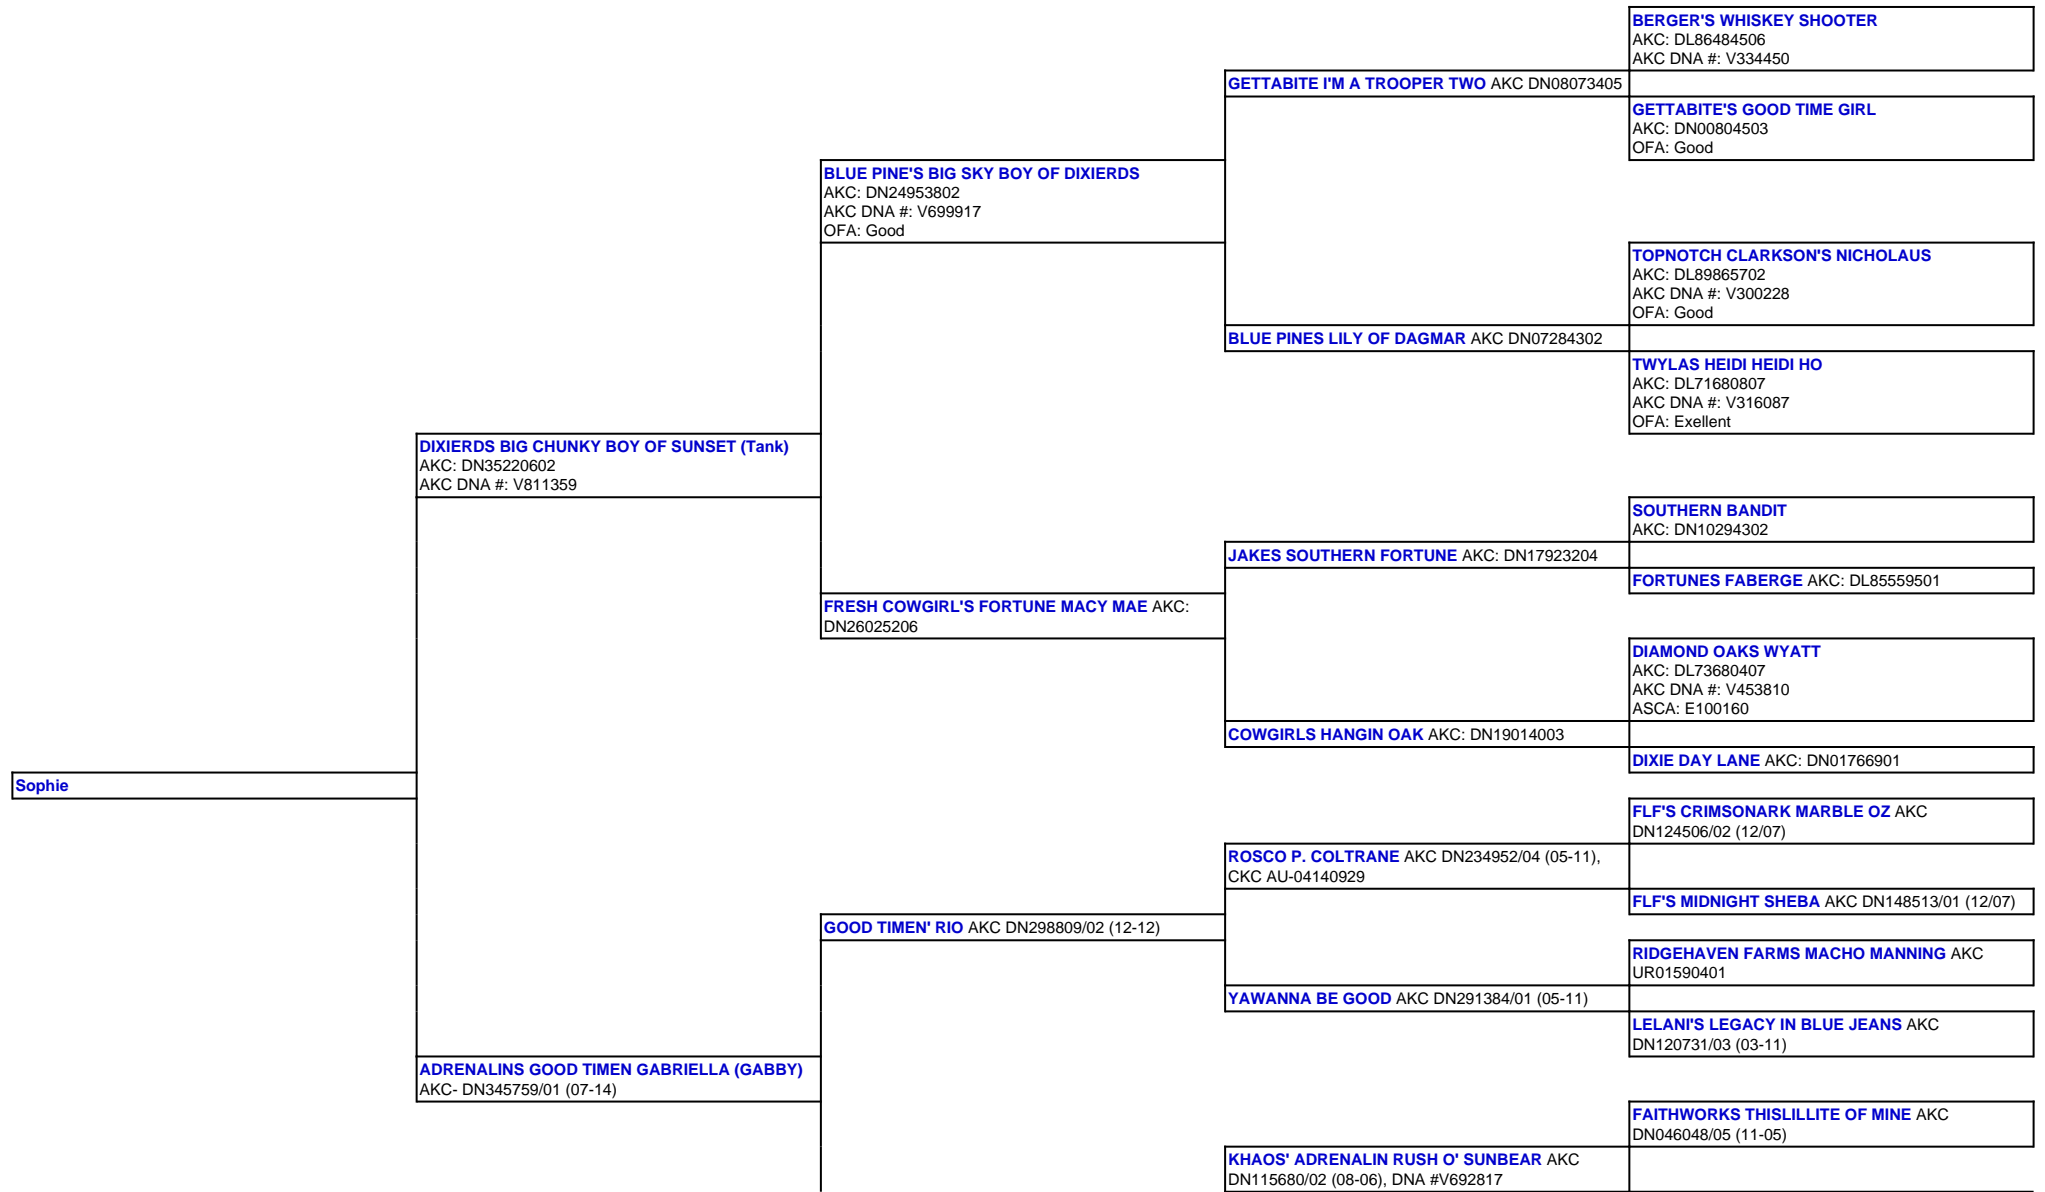 BERGER'S WHISKEY SHOOTER
AKC: DL86484506
AKC DNA #: V334450
GETTABITE I'M A TROOPER TWO AKC DN08073405
GETTABITE'S GOOD TIME GIRL
AKC: DN00804503
OFA: Good
BLUE PINE'S BIG SKY BOY OF DIXIERDS
AKC: DN24953802
AKC DNA #: V699917
OFA: Good
TOPNOTCH CLARKSON'S NICHOLAUS
AKC: DL89865702
AKC DNA #: V300228
OFA: Good
BLUE PINES LILY OF DAGMAR AKC DN07284302
TWYLAS HEIDI HEIDI HO
AKC: DL71680807
AKC DNA #: V316087
OFA: Exellent
DIXIERDS BIG CHUNKY BOY OF SUNSET (Tank)
AKC: DN35220602
AKC DNA #: V811359
SOUTHERN BANDIT
AKC: DN10294302
JAKES SOUTHERN FORTUNE AKC: DN17923204
FORTUNES FABERGE AKC: DL85559501
FRESH COWGIRL'S FORTUNE MACY MAE AKC:
DN26025206
DIAMOND OAKS WYATT
AKC: DL73680407
AKC DNA #: V453810
ASCA: E100160
COWGIRLS HANGIN OAK AKC: DN19014003
DIXIE DAY LANE AKC: DN01766901
Sophie
FLF'S CRIMSONARK MARBLE OZ AKC
DN124506/02 (12/07)
ROSCO P. COLTRANE AKC DN234952/04 (05-11),
CKC AU-04140929
FLF'S MIDNIGHT SHEBA AKC DN148513/01 (12/07)
GOOD TIMEN' RIO AKC DN298809/02 (12-12)
RIDGEHAVEN FARMS MACHO MANNING AKC
UR01590401
YAWANNA BE GOOD AKC DN291384/01 (05-11)
LELANI'S LEGACY IN BLUE JEANS AKC
DN120731/03 (03-11)
ADRENALINS GOOD TIMEN GABRIELLA (GABBY)
AKC- DN345759/01 (07-14)
FAITHWORKS THISLILLITE OF MINE AKC
DN046048/05 (11-05)
KHAOS' ADRENALIN RUSH O' SUNBEAR AKC
DN115680/02 (08-06), DNA #V692817